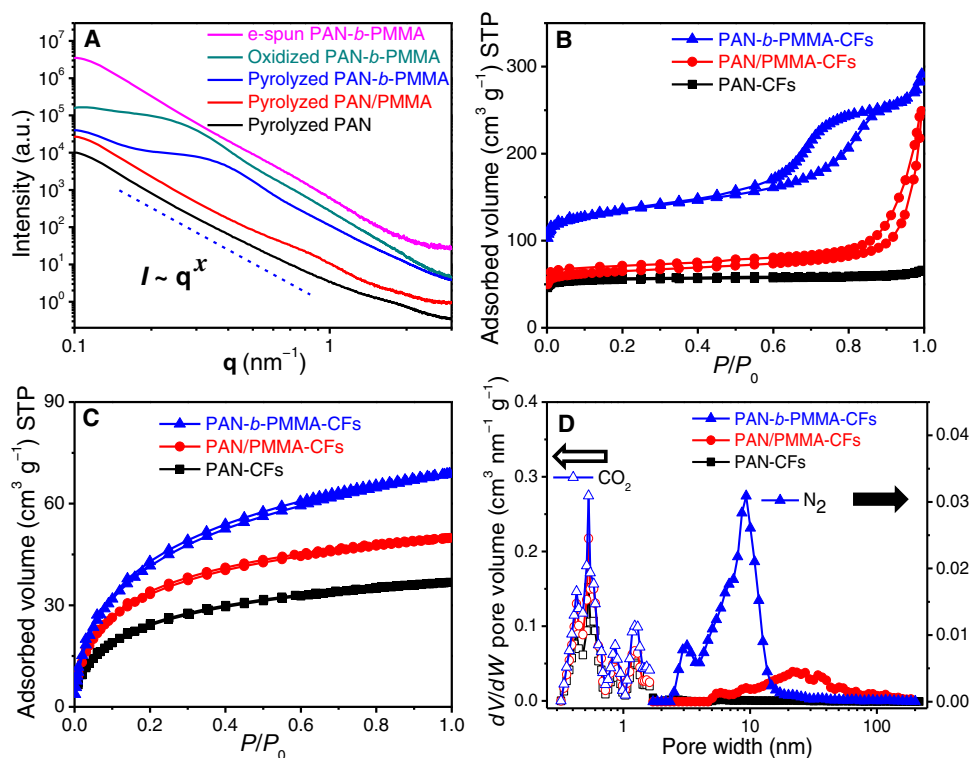 A
e-spun PAN-b-PMMA
Oxidized PAN-b-PMMA
Pyrolyzed PAN-b-PMMA
Pyrolyzed PAN/PMMA
Pyrolyzed PAN
I ~ q^x
Intensity (a.u.)
10^7
10^6
10^5
10^4
10^3
10^2
10^1
10^0
0.1
1
q (nm⁻¹)
B
PAN-b-PMMA-CFs
PAN/PMMA-CFs
PAN-CFs
Adsorbed volume (cm³ g⁻¹) STP
300
200
100
0
0.0 0.2 0.4 0.6 0.8 1.0
P/P₀
C
PAN-b-PMMA-CFs
PAN/PMMA-CFs
PAN-CFs
Adsorbed volume (cm³ g⁻¹) STP
90
60
30
0
0.0 0.2 0.4 0.6 0.8 1.0
P/P₀
D
PAN-b-PMMA-CFs
PAN/PMMA-CFs
PAN-CFs
CO₂
N₂
dV/dW pore volume (cm³ nm⁻¹ g⁻¹)
0.4
0.3
0.2
0.1
0.0
0.04
0.03
0.02
0.01
0.00
1 10 100
Pore width (nm)